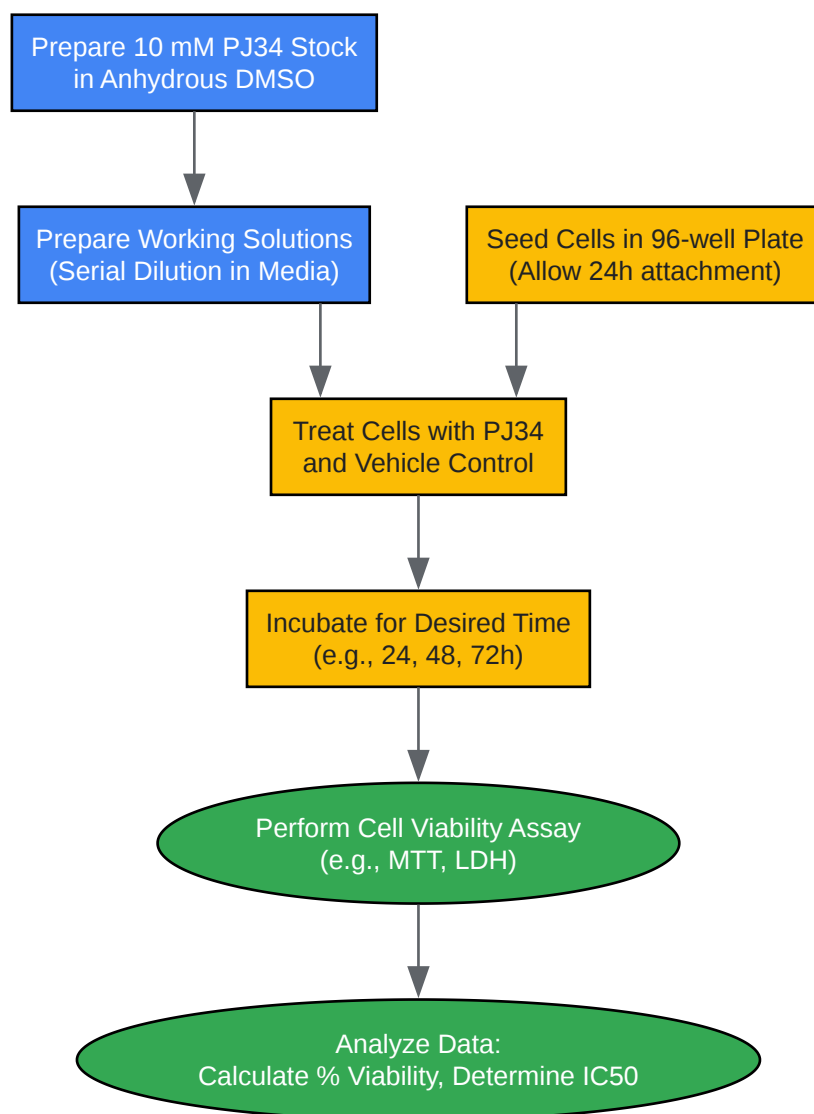 Prepare 10 mM PJ34 Stock
in Anhydrous DMSO
Prepare Working Solutions
(Serial Dilution in Media)
Seed Cells in 96-well Plate
(Allow 24h attachment)
Treat Cells with PJ34
and Vehicle Control
Incubate for Desired Time
(e.g., 24, 48, 72h)
Perform Cell Viability Assay
(e.g., MTT, LDH)
Analyze Data:
Calculate % Viability, Determine IC50